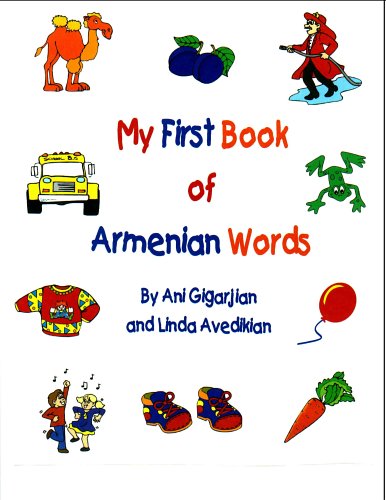 My First Book
of
Armenian Words
By Ani Gigarjian
and Linda Avedikian